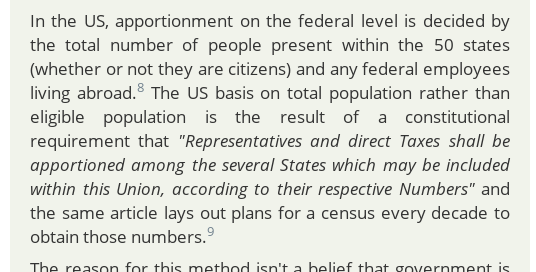 In the US, apportionment on the federal level is decided by
the total number of people present within the 50 states
(whether or not they are citizens) and any federal employees
living abroad.8 The US basis on total population rather than
eligible population is the result of a constitutional
requirement that "Representatives and direct Taxes shall be
apportioned among the several States which may be included
within this Union, according to their respective Numbers" and
the same article lays out plans for a census every decade to
obtain those numbers.9
The reason for this method isn't a belief that government is